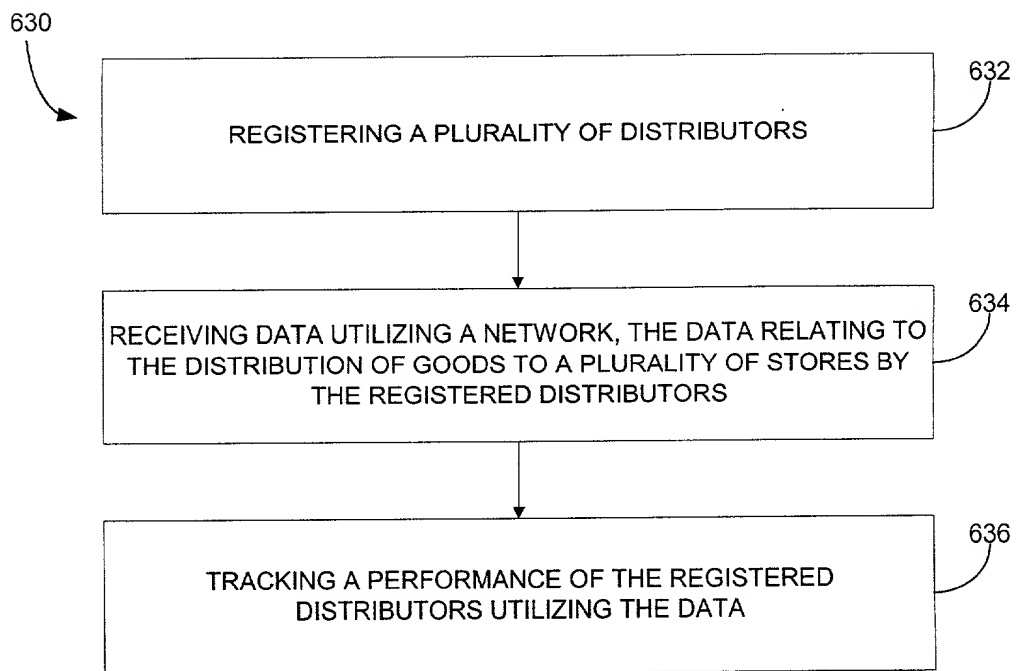 630
632
REGISTERING A PLURALITY OF DISTRIBUTORS
634
RECEIVING DATA UTILIZING A NETWORK, THE DATA RELATING TO
THE DISTRIBUTION OF GOODS TO A PLURALITY OF STORES BY
THE REGISTERED DISTRIBUTORS
636
TRACKING A PERFORMANCE OF THE REGISTERED
DISTRIBUTORS UTILIZING THE DATA